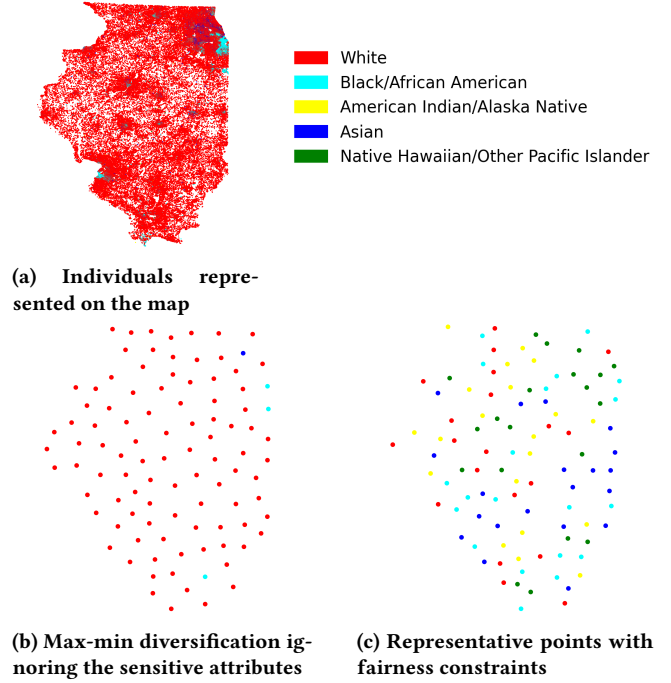 White
Black/African American
American Indian/Alaska Native
Asian
Native Hawaiian/Other Pacific Islander
(a) Individuals repre-
sented on the map
(b) Max-min diversification ig-
noring the sensitive attributes
(c) Representative points with
fairness constraints